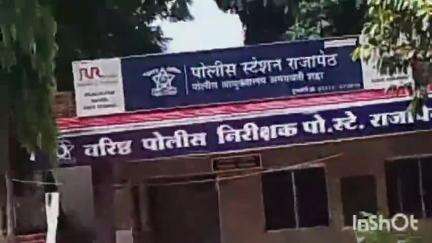 पोलीस स्टेशन राजापेठ
पोलीस आयुक्तालय अमरावती शहर
वरिष्ठ पोलीस निरीक्षक पो.स्टे. राजापेठ
InShOt